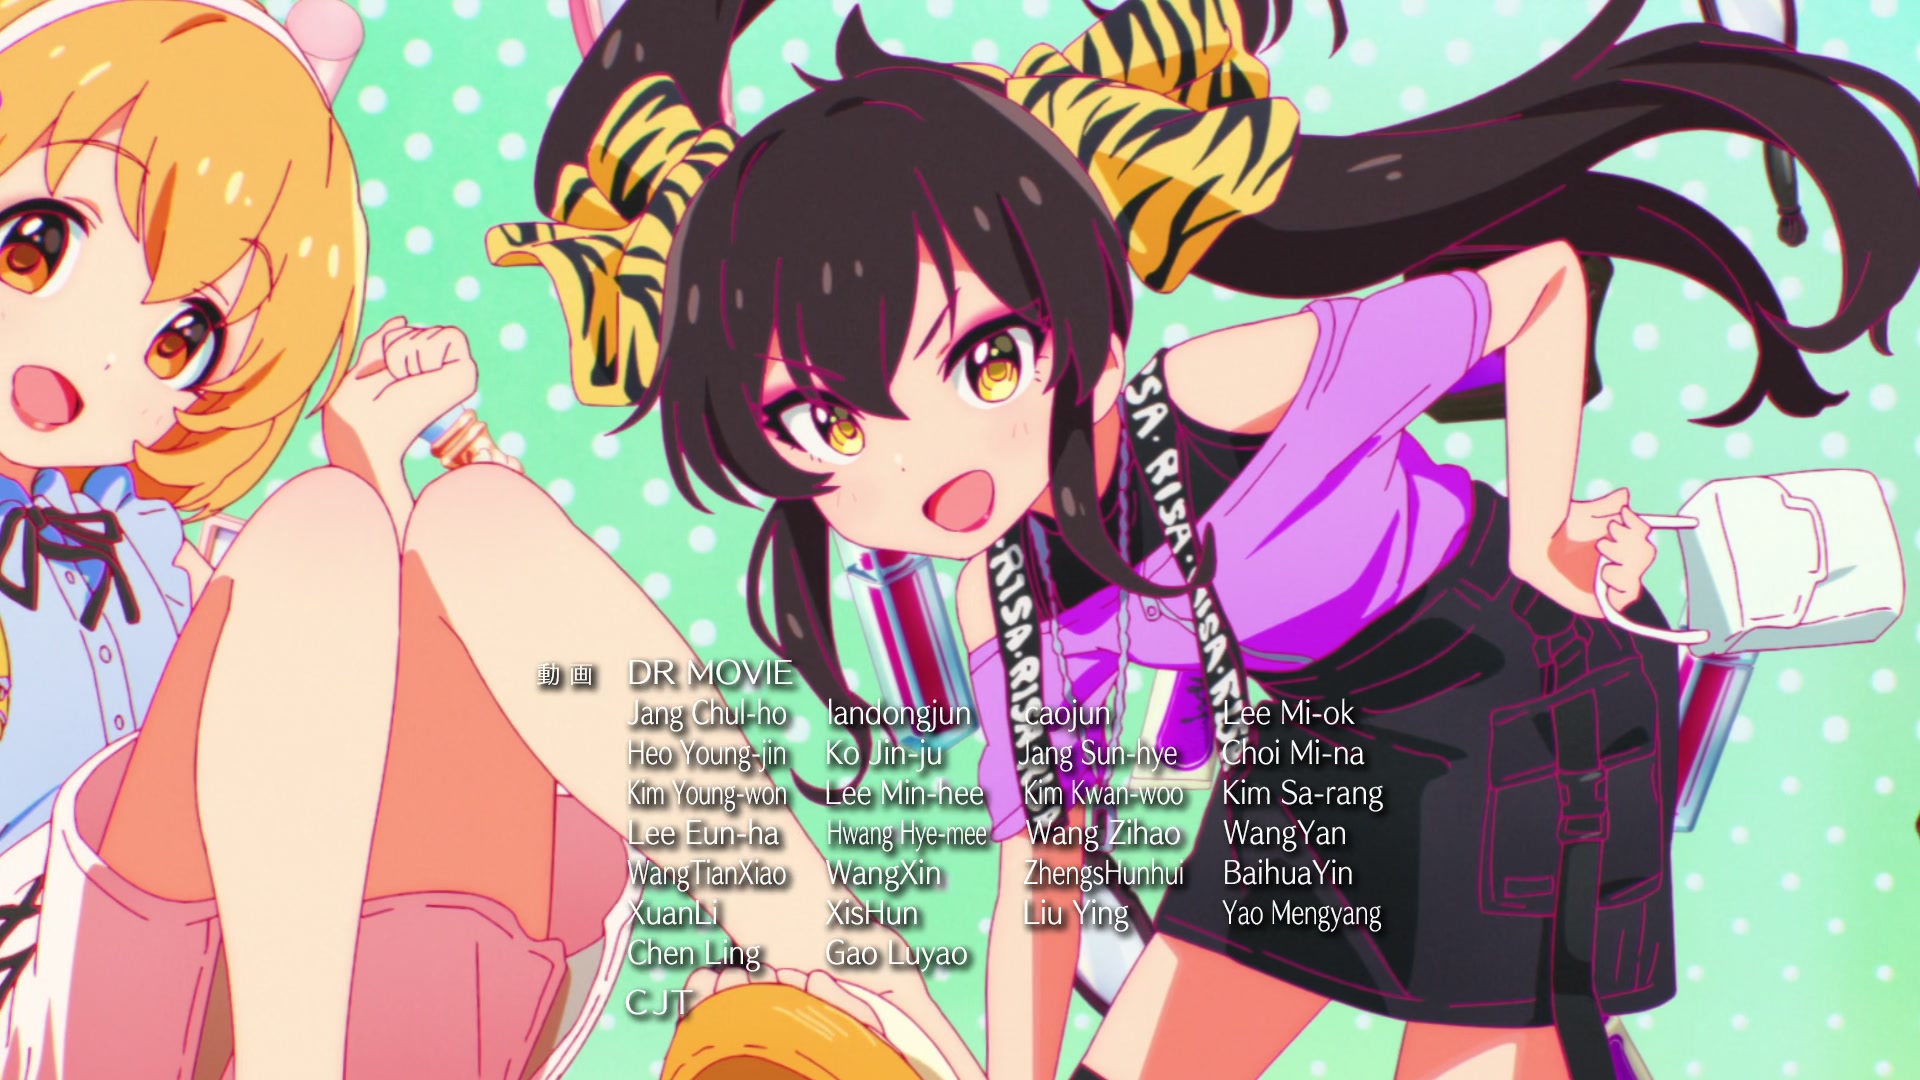 RISA・RISA・RISA
RISA・RISA
動画 DR MOVIE
Jang Chul-ho landongjun caojun Lee Mi-ok
Heo Young-jin Ko Jin-ju Jang Sun-hye Choi Mi-na
Kim Young-won Lee Min-hee Kim Kwan-woo Kim Sa-rang
Lee Eun-ha Hwang Hye-mee Wang Zihao WangYan
WangTianXiao WangXin ZhengsHunhui BaihuaYin
XuanLi XisHun Liu Ying Yao Mengyang
Chen Ling Gao Luyao
CJT